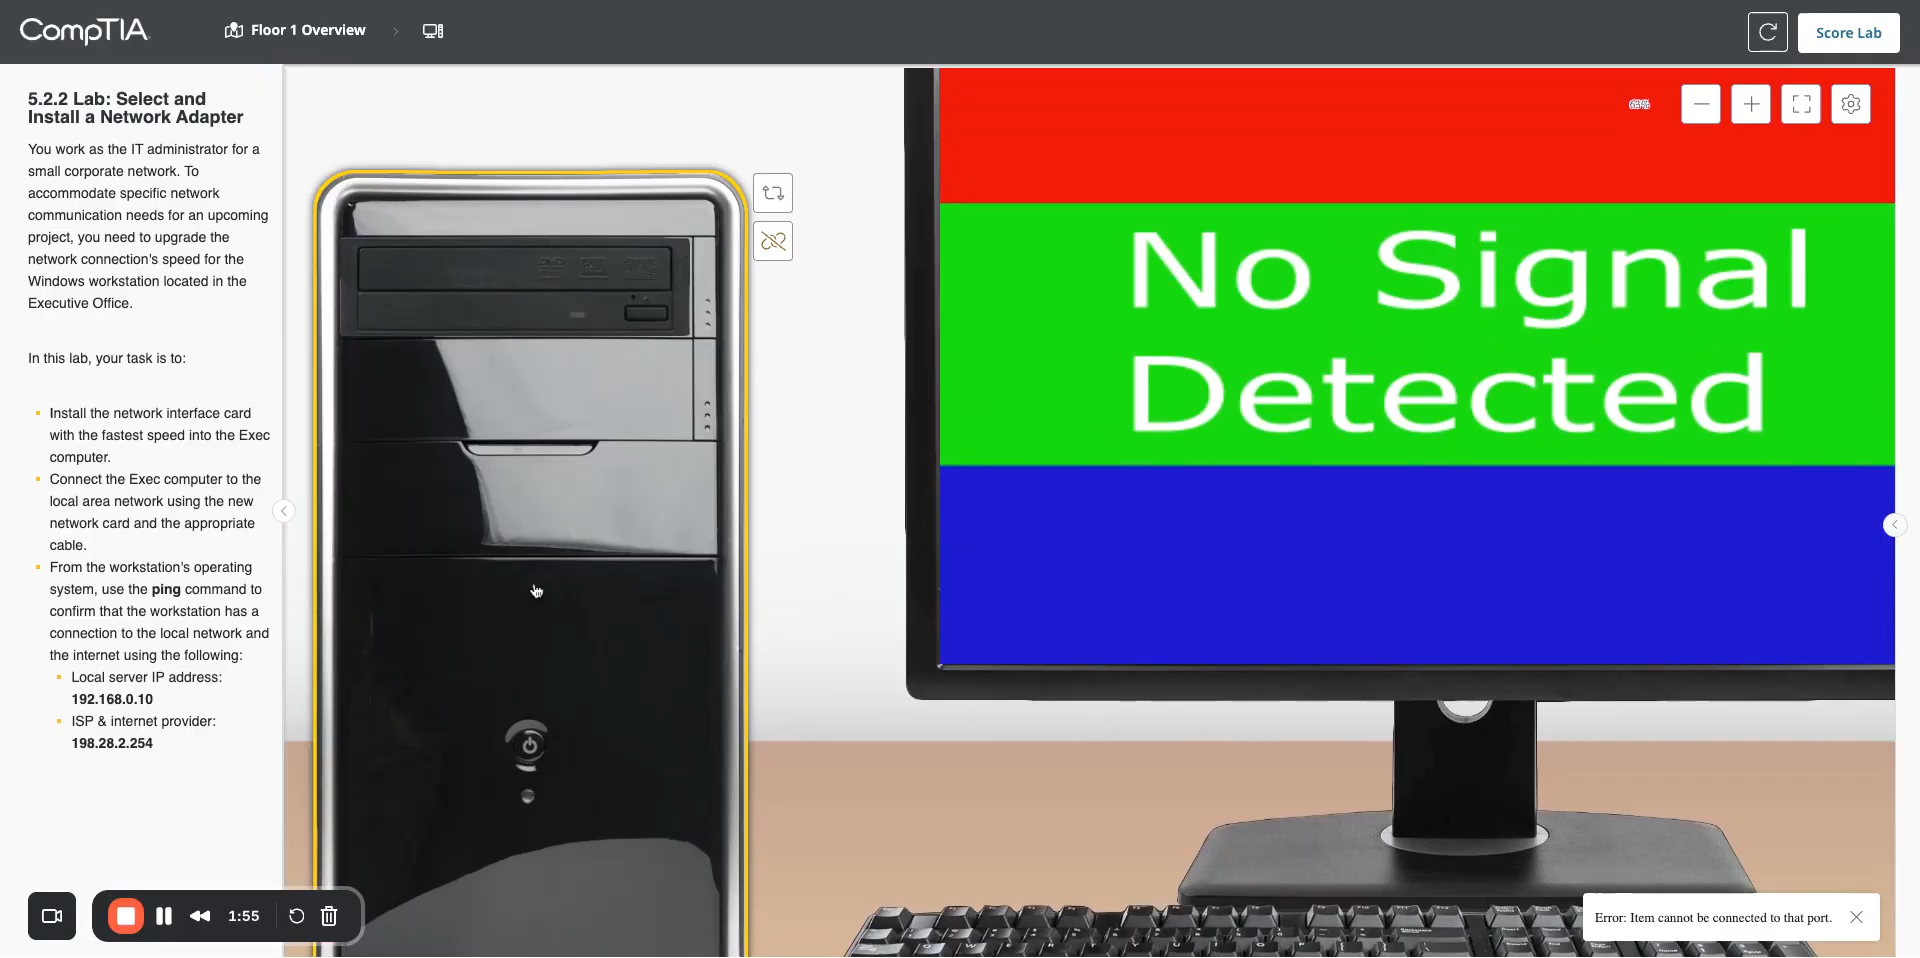 CompTIA
Floor 1 Overview
Score Lab
5.2.2 Lab: Select and
Install a Network Adapter
You work as the IT administrator for a
small corporate network. To
accommodate specific network
communication needs for an upcoming
project, you need to upgrade the
network connection's speed for the
Windows workstation located in the
Executive Office.
In this lab, your task is to:
Install the network interface card
with the fastest speed into the Exec
computer.
Connect the Exec computer to the
local area network using the new
network card and the appropriate
cable.
From the workstation's operating
system, use the ping command to
confirm that the workstation has a
connection to the local network and
the internet using the following:
Local server IP address:
192.168.0.10
ISP & internet provider:
198.28.2.254
No Signal
Detected
1:55
Error: Item cannot be connected to that port.